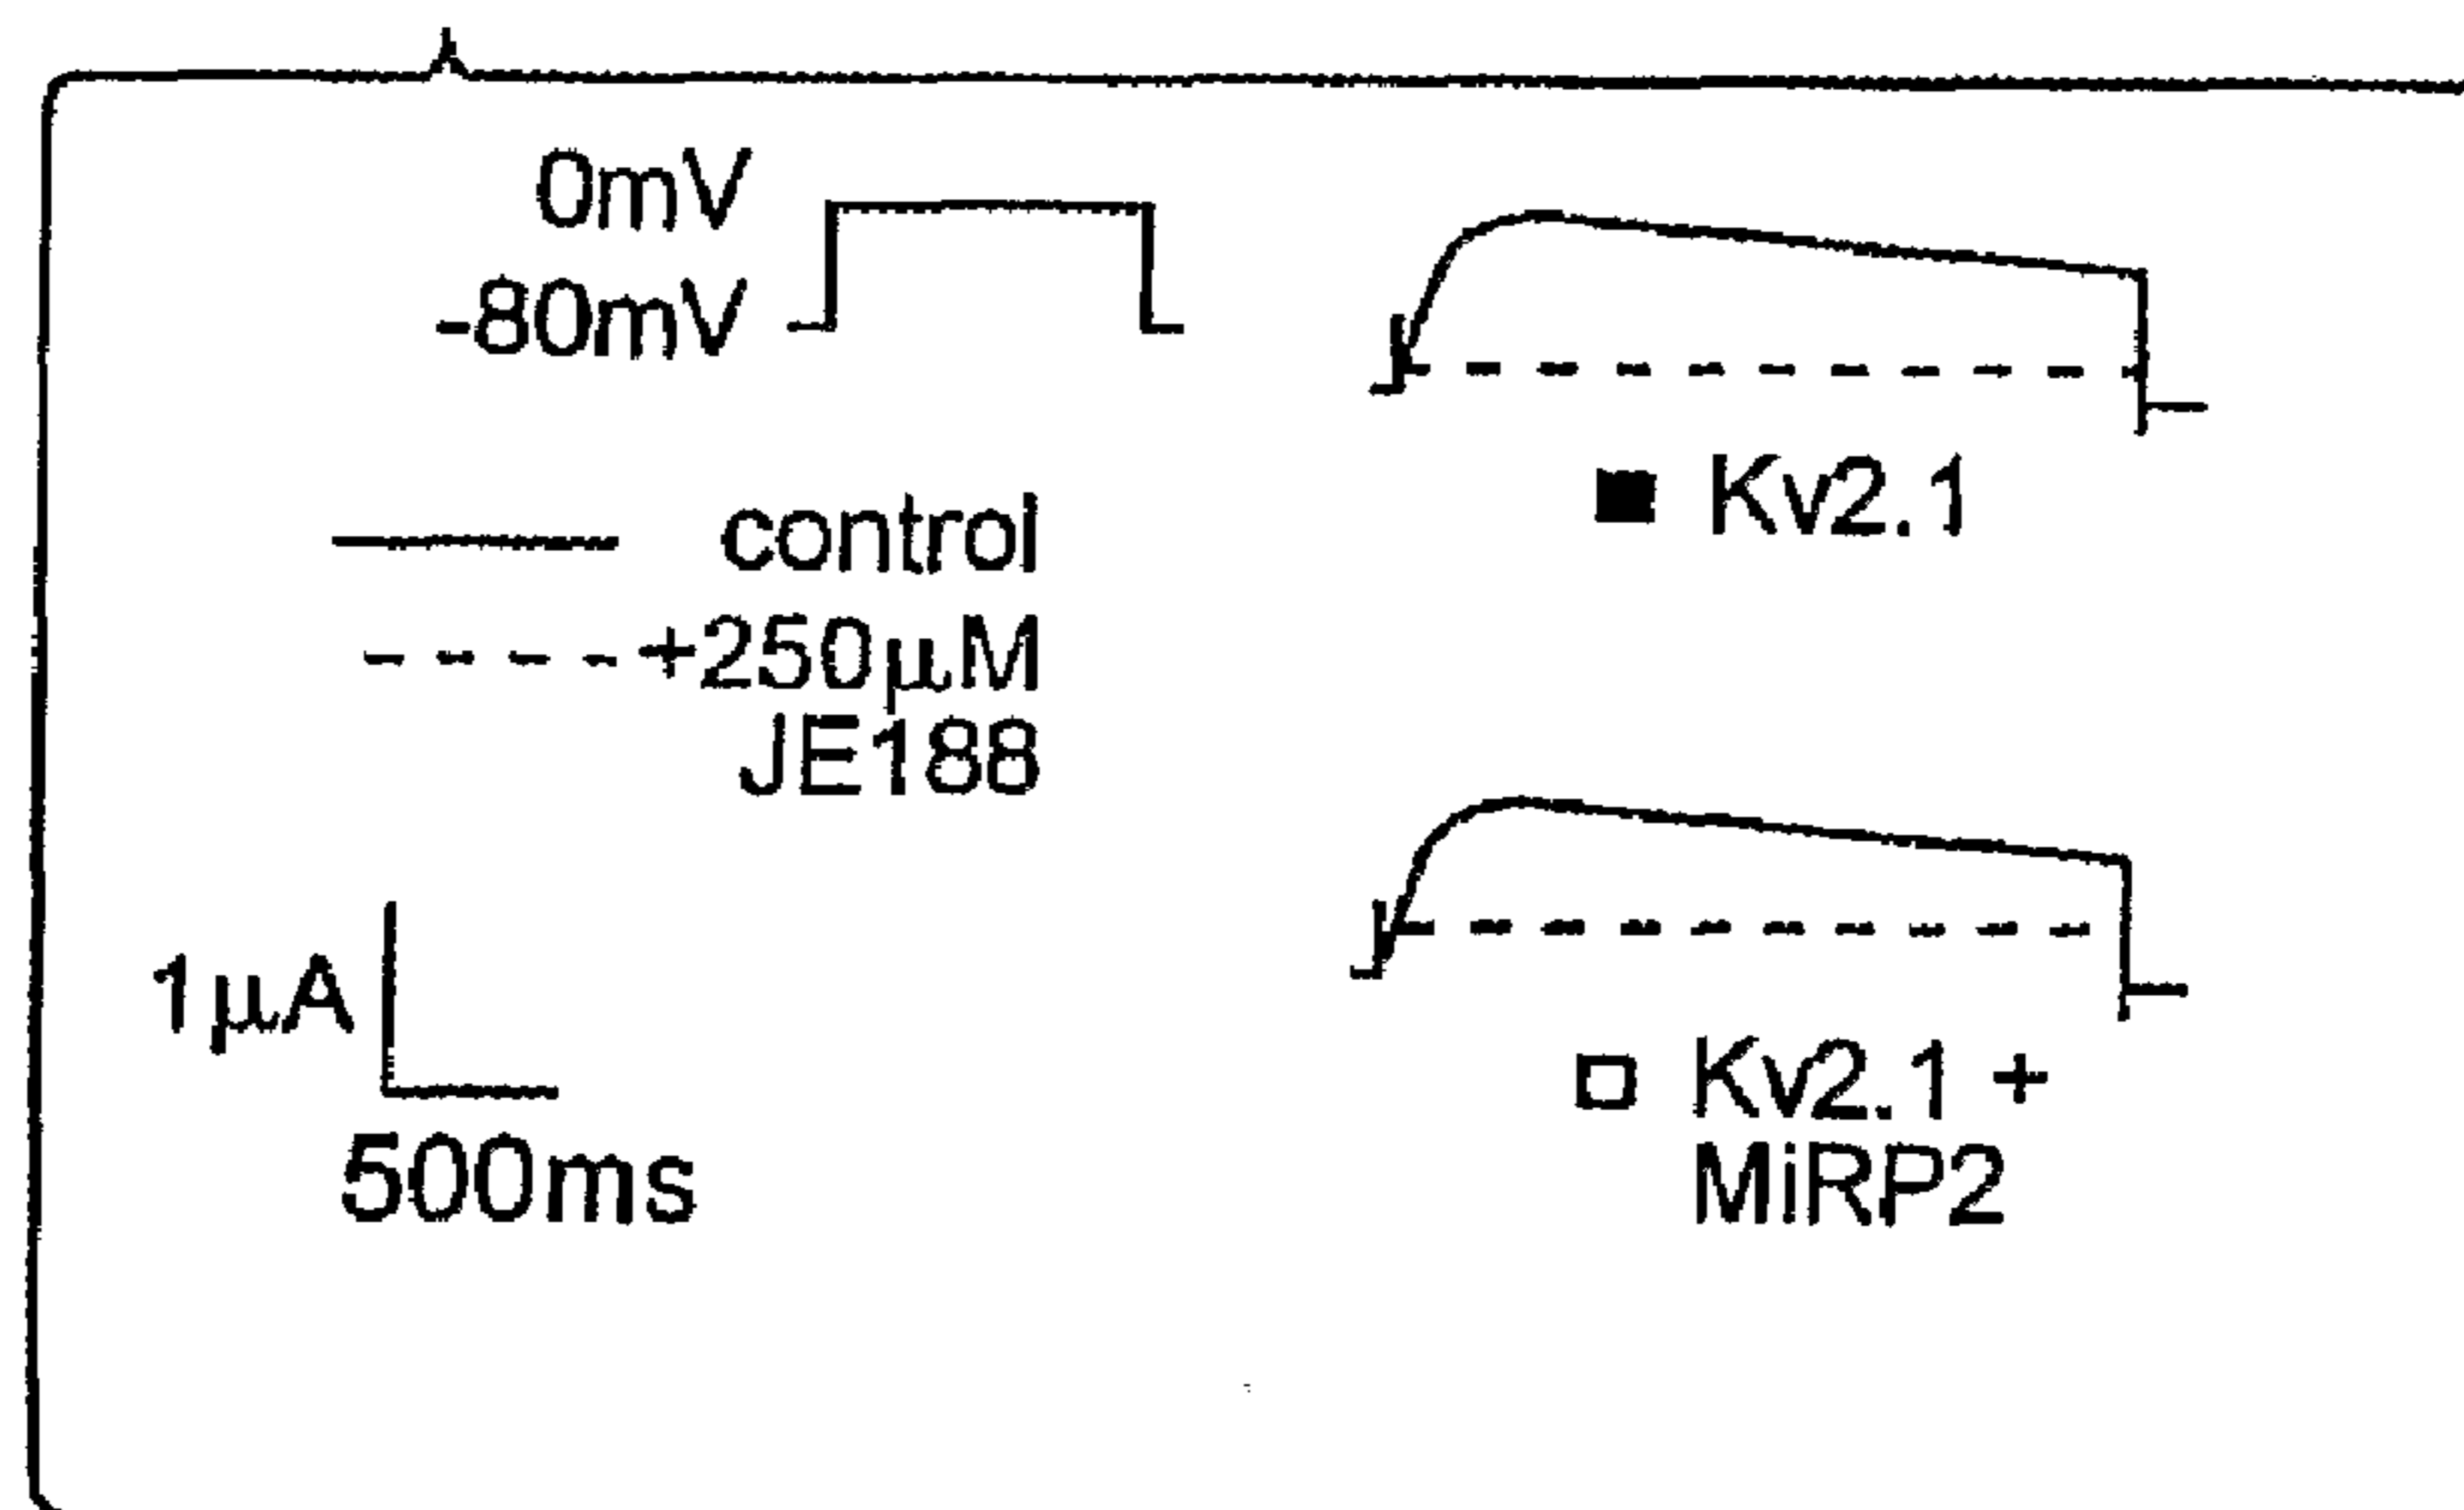 0mV
-80mV
control
+250µM
JE188
1µA
500ms
Kv2.1
Kv2.1 +
MiRP2